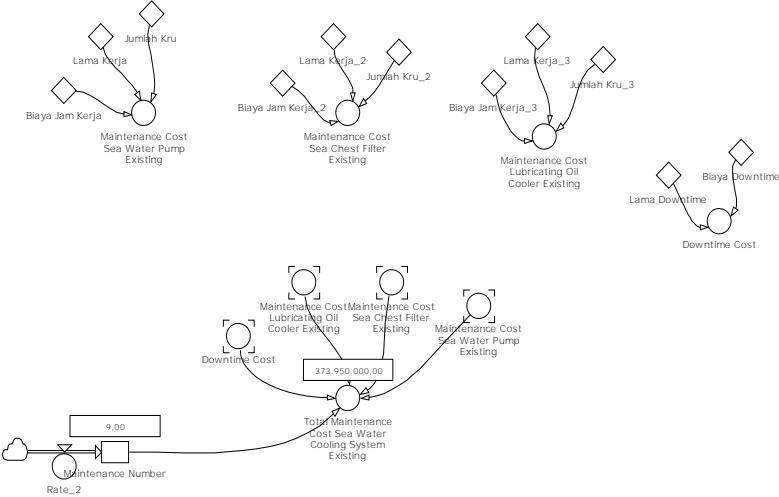 Jumlah Kru
Lama Kerja
Biaya Jam Kerja
Maintenance Cost
Sea Water Pump
Existing
Lama Kerja_2
Jumlah Kru_2
Biaya Jam Kerja_2
Maintenance Cost
Sea Chest Filter
Existing
Lama Kerja_3
Jumlah Kru_3
Biaya Jam Kerja_3
Maintenance Cost
Lubricating Oil
Cooler Existing
Biaya Downtime
Lama Downtime
Downtime Cost
Maintenance Cost
Lubricating Oil
Cooler Existing
Maintenance Cost
Sea Chest Filter
Existing
Maintenance Cost
Sea Water Pump
Existing
Downtime Cost
373.950.000,00
Total Maintenance
Cost Sea Water
Cooling System
Existing
9,00
Maintenance Number
Rate_2